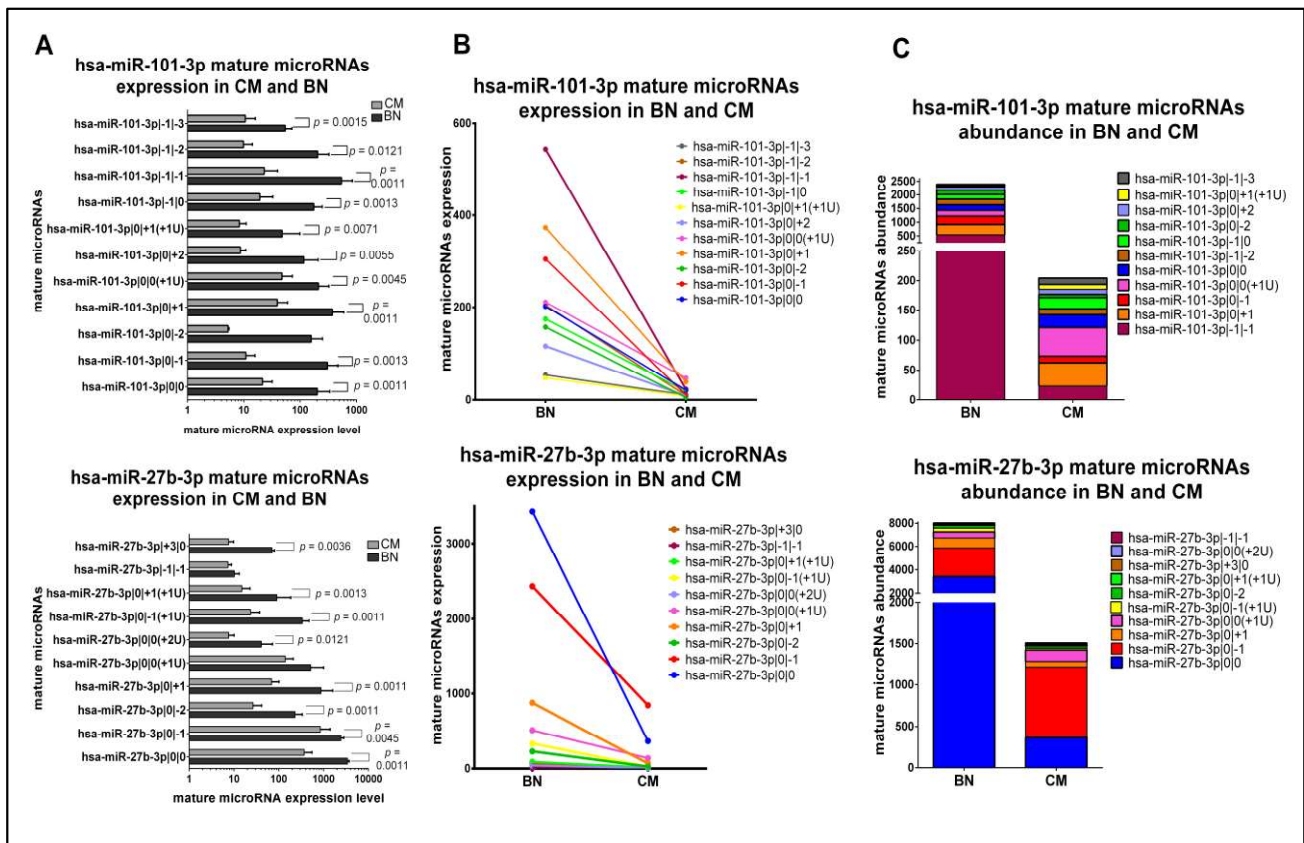 A
hsa-miR-101-3p mature microRNAs
expression in CM and BN
CM
BN
mature microRNAs
hsa-miR-101-3p|-1|-3
hsa-miR-101-3p|-1|-2
hsa-miR-101-3p|-1|-1
hsa-miR-101-3p|-1|0
hsa-miR-101-3p|0|+1(+1U)
hsa-miR-101-3p|0|+2
hsa-miR-101-3p|0|0(+1U)
hsa-miR-101-3p|0|+1
hsa-miR-101-3p|0|-2
hsa-miR-101-3p|0|-1
hsa-miR-101-3p|0|0
p = 0.0015
p = 0.0121
p =
0.0011
p = 0.0013
p = 0.0071
p = 0.0055
p = 0.0045
p =
0.0011
p = 0.0013
p = 0.0011
1 10 100 1000
mature microRNA expression level
hsa-miR-27b-3p mature microRNAs
expression in CM and BN
CM
BN
mature microRNAs
hsa-miR-27b-3p|+3|0
hsa-miR-27b-3p|-1|-1
hsa-miR-27b-3p|0|+1(+1U)
hsa-miR-27b-3p|0|-1(+1U)
hsa-miR-27b-3p|0|0(+2U)
hsa-miR-27b-3p|0|0(+1U)
hsa-miR-27b-3p|0|+1
hsa-miR-27b-3p|0|-2
hsa-miR-27b-3p|0|-1
hsa-miR-27b-3p|0|0
p = 0.0036
p = 0.0013
p = 0.0011
p = 0.0121
p = 0.0011
p = 0.0011
p =
0.0045
p =
0.0011
1 10 100 1000 10000
mature microRNA expression level
B
hsa-miR-101-3p mature microRNAs
expression in BN and CM
mature microRNAs expression
600
400
200
0
BN CM
hsa-miR-101-3p|-1|-3
hsa-miR-101-3p|-1|-2
hsa-miR-101-3p|-1|-1
hsa-miR-101-3p|-1|0
hsa-miR-101-3p|0|+1(+1U)
hsa-miR-101-3p|0|+2
hsa-miR-101-3p|0|0(+1U)
hsa-miR-101-3p|0|+1
hsa-miR-101-3p|0|-2
hsa-miR-101-3p|0|-1
hsa-miR-101-3p|0|0
hsa-miR-27b-3p mature microRNAs
expression in BN and CM
mature microRNAs expression
3000
2000
1000
0
BN CM
hsa-miR-27b-3p|+3|0
hsa-miR-27b-3p|-1|-1
hsa-miR-27b-3p|0|+1(+1U)
hsa-miR-27b-3p|0|-1(+1U)
hsa-miR-27b-3p|0|0(+2U)
hsa-miR-27b-3p|0|0(+1U)
hsa-miR-27b-3p|0|+1
hsa-miR-27b-3p|0|-2
hsa-miR-27b-3p|0|-1
hsa-miR-27b-3p|0|0
C
hsa-miR-101-3p mature microRNAs
abundance in BN and CM
mature microRNAs abundance
2500
2000
1500
1000
500
250
200
150
100
50
0
BN CM
hsa-miR-101-3p|-1|-3
hsa-miR-101-3p|0|+1(+1U)
hsa-miR-101-3p|0|+2
hsa-miR-101-3p|0|-2
hsa-miR-101-3p|-1|0
hsa-miR-101-3p|-1|-2
hsa-miR-101-3p|0|0
hsa-miR-101-3p|0|0(+1U)
hsa-miR-101-3p|0|-1
hsa-miR-101-3p|0|+1
hsa-miR-101-3p|-1|-1
hsa-miR-27b-3p mature microRNAs
abundance in BN and CM
mature microRNAs abundance
8000
6000
4000
2000
2000
1500
1000
500
0
BN CM
hsa-miR-27b-3p|-1|-1
hsa-miR-27b-3p|0|0(+2U)
hsa-miR-27b-3p|+3|0
hsa-miR-27b-3p|0|+1(+1U)
hsa-miR-27b-3p|0|-2
hsa-miR-27b-3p|0|-1(+1U)
hsa-miR-27b-3p|0|0(+1U)
hsa-miR-27b-3p|0|+1
hsa-miR-27b-3p|0|-1
hsa-miR-27b-3p|0|0